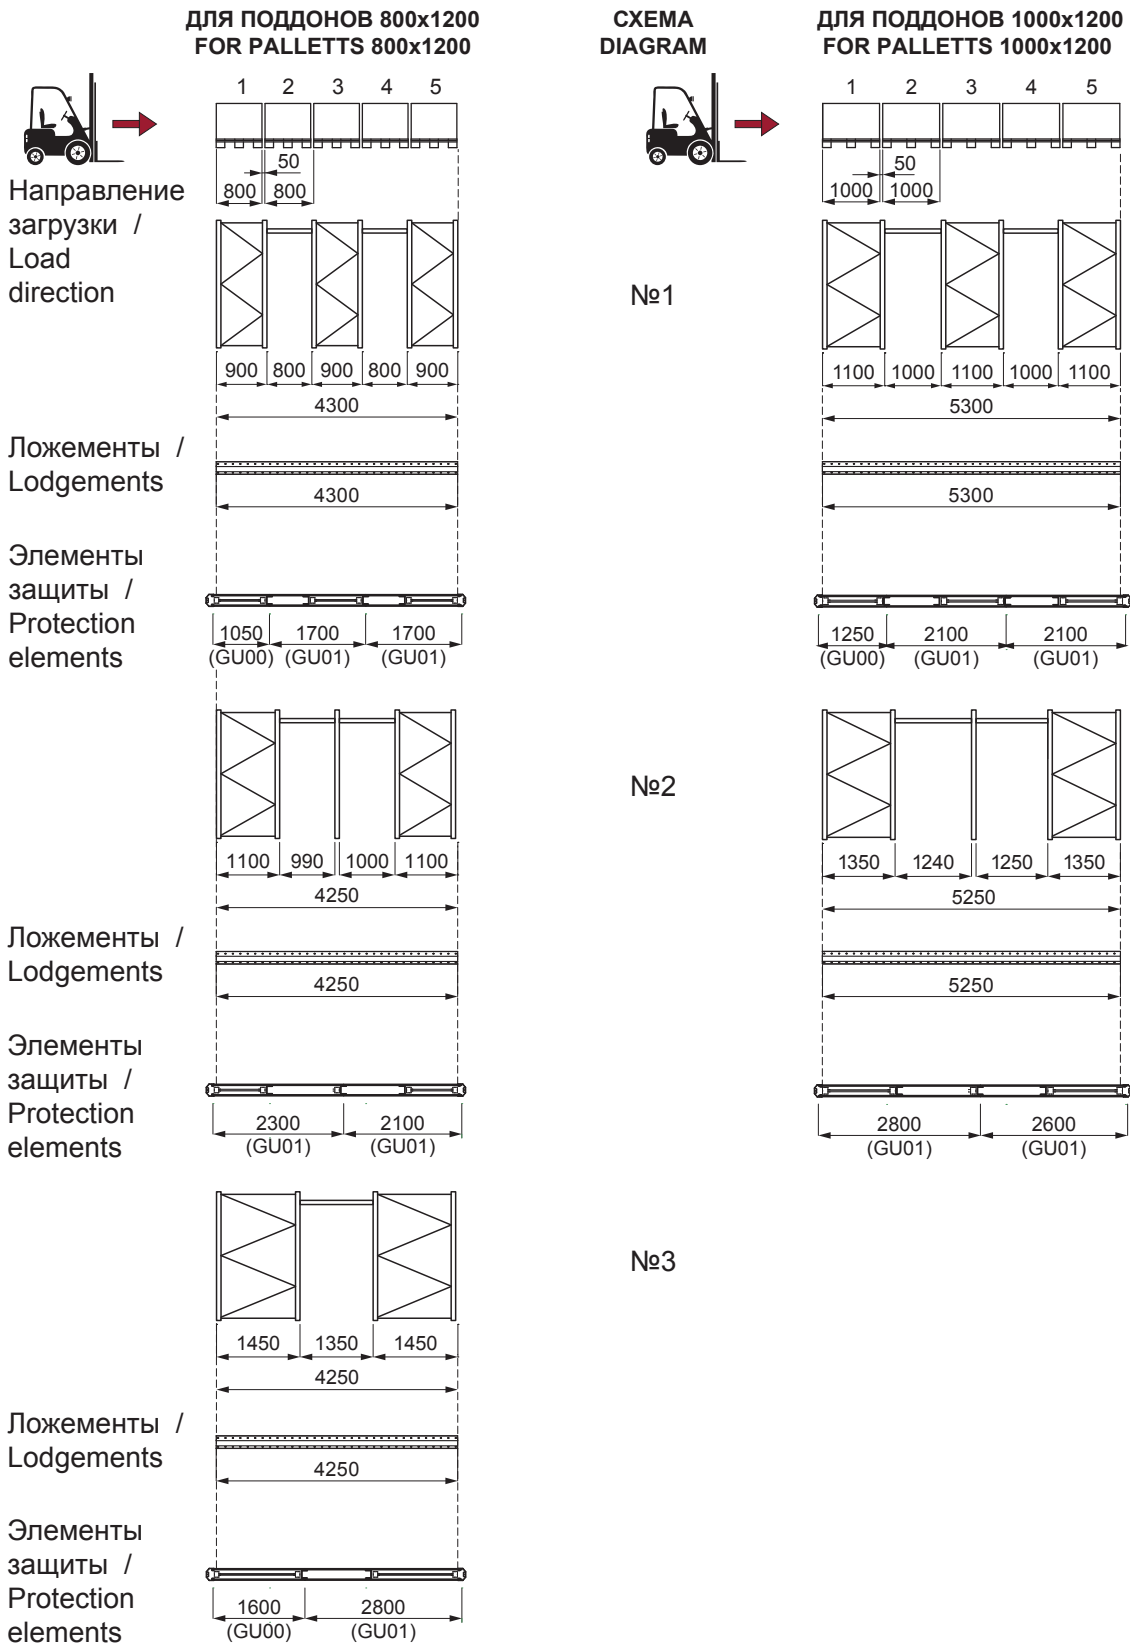 ДЛЯ ПОДДОНОВ 800x1200
FOR PALLETTS 800x1200
СХЕМА
DIAGRAM
ДЛЯ ПОДДОНОВ 1000x1200
FOR PALLETTS 1000x1200
1 2 3 4 5
1 2 3 4 5
50
800 800
50
1000 1000
Направление
загрузки /
Load
direction
№1
900 800 900 800 900
4300
1100 1000 1100 1000 1100
5300
Ложементы /
Lodgements
4300
5300
Элементы
защиты /
Protection
elements
1050 1700 1700
(GU00) (GU01) (GU01)
1250 2100 2100
(GU00) (GU01) (GU01)
№2
1100 990 1000 1100
4250
1350 1240 1250 1350
5250
Ложементы /
Lodgements
4250
5250
Элементы
защиты /
Protection
elements
2300 2100
(GU01) (GU01)
2800 2600
(GU01) (GU01)
№3
1450 1350 1450
4250
Ложементы /
Lodgements
4250
Элементы
защиты /
Protection
elements
1600 2800
(GU00) (GU01)